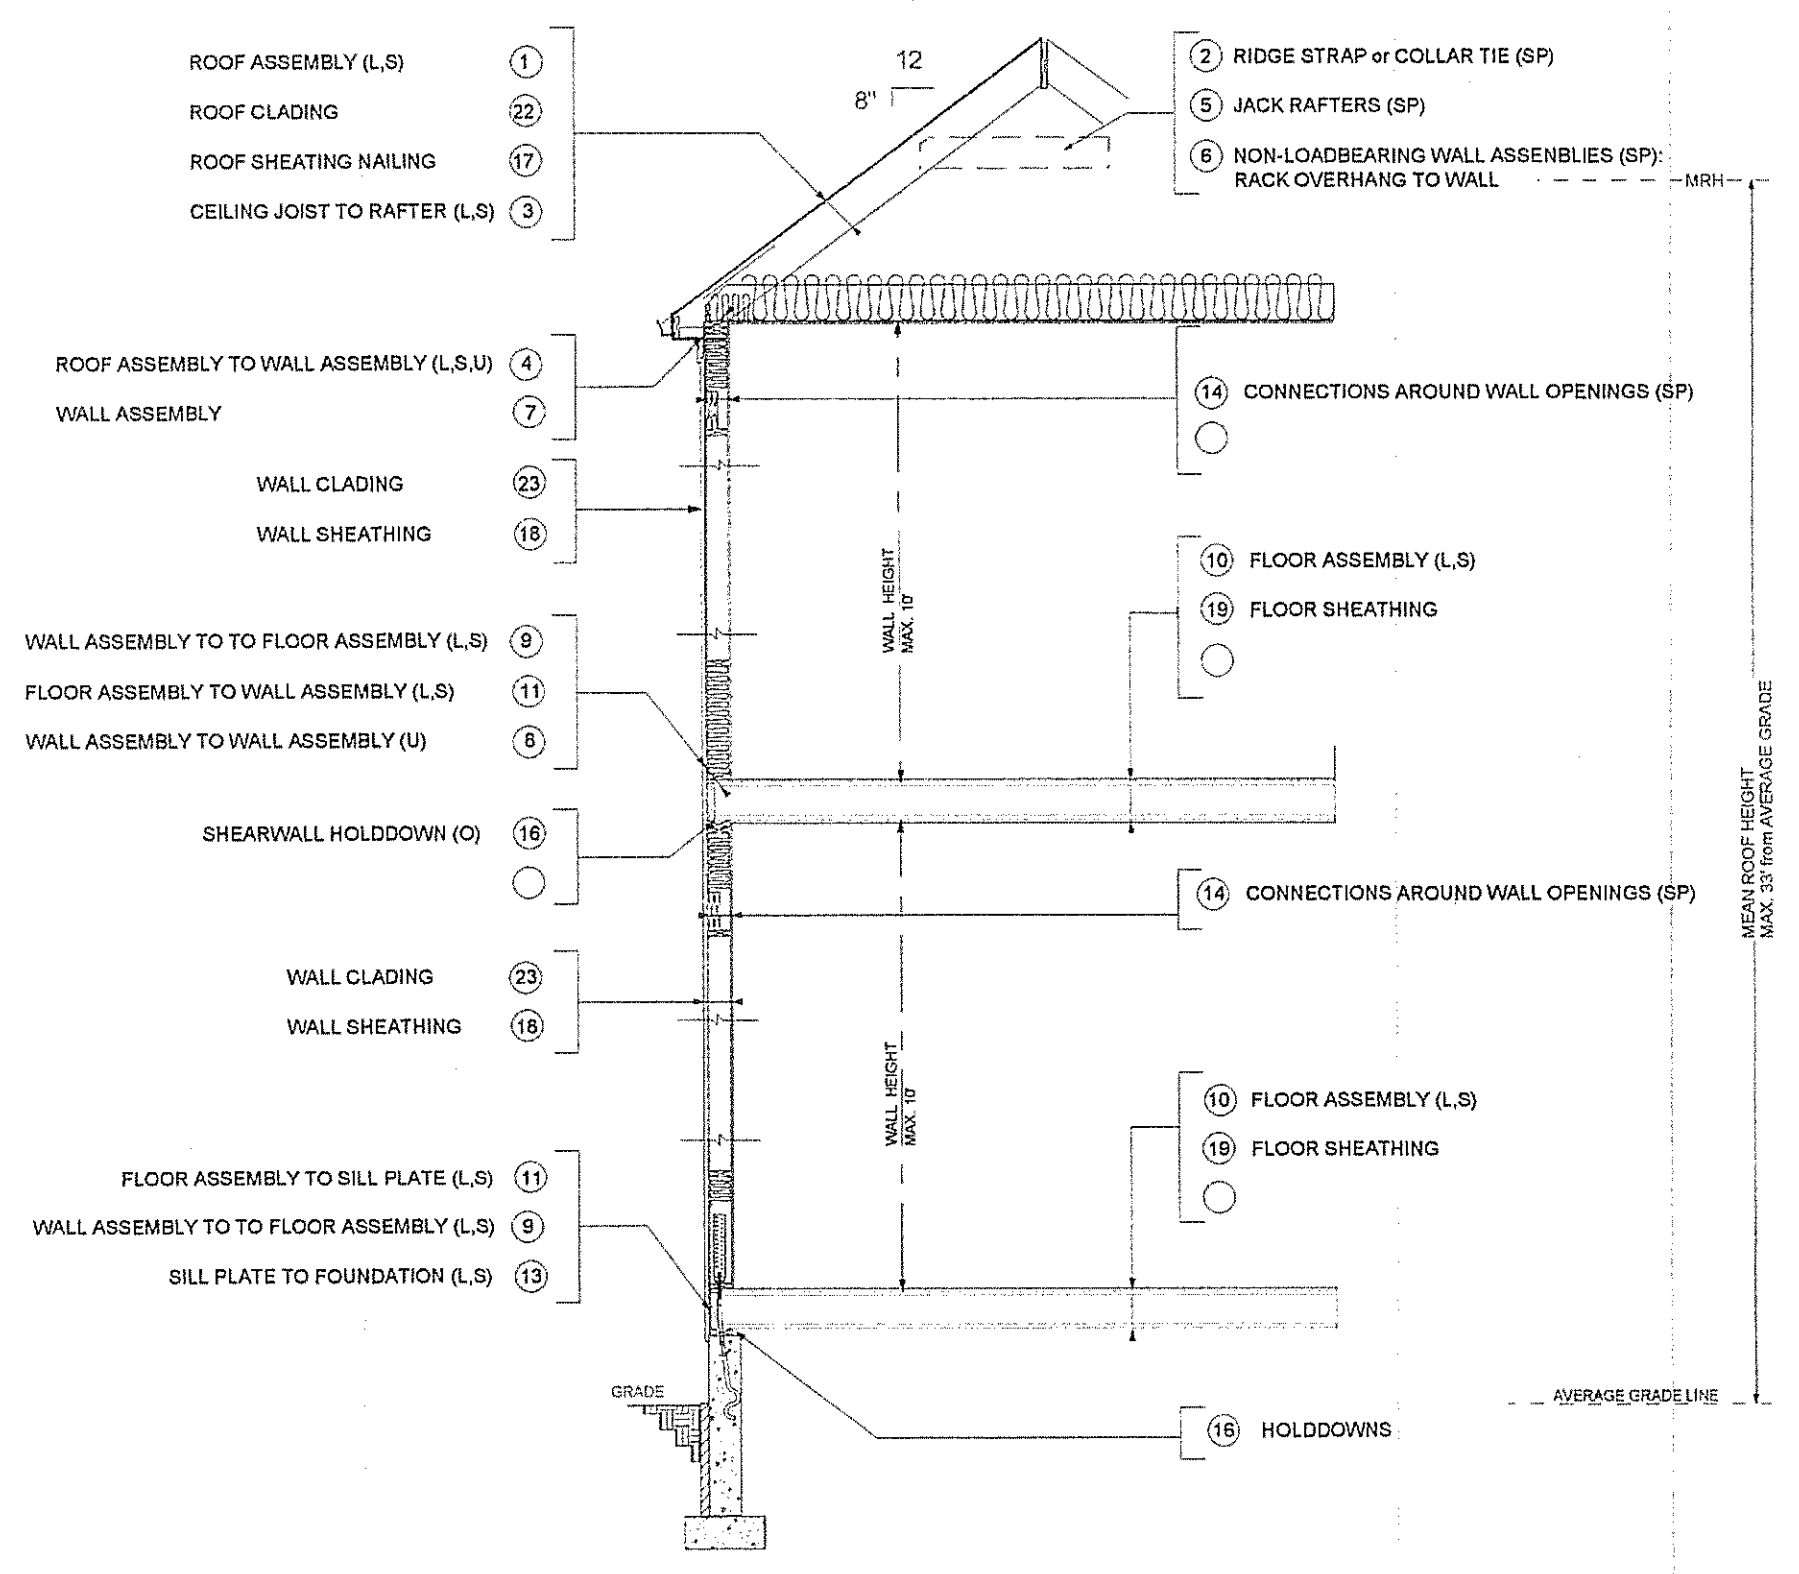 ROOF ASSEMBLY (L,S) 1
ROOF CLADING 22
ROOF SHEATING NAILING 17
CEILING JOIST TO RAFTER (L,S) 3
12
8"
2 RIDGE STRAP or COLLAR TIE (SP)
5 JACK RAFTERS (SP)
6 NON-LOADBEARING WALL ASSENBLIES (SP):
RACK OVERHANG TO WALL
MRH
ROOF ASSEMBLY TO WALL ASSEMBLY (L,S,U) 4
WALL ASSEMBLY 7
14 CONNECTIONS AROUND WALL OPENINGS (SP)
WALL CLADING 23
WALL SHEATHING 18
WALL HEIGHT
MAX. 10'
10 FLOOR ASSEMBLY (L,S)
19 FLOOR SHEATHING
WALL ASSEMBLY TO TO FLOOR ASSEMBLY (L,S) 9
FLOOR ASSEMBLY TO WALL ASSEMBLY (L,S) 11
WALL ASSEMBLY TO WALL ASSEMBLY (U) 8
MEAN ROOF HEIGHT
MAX. 33' from AVERAGE GRADE
SHEARWALL HOLDDOWN (O) 16
14 CONNECTIONS AROUND WALL OPENINGS (SP)
WALL CLADING 23
WALL SHEATHING 18
WALL HEIGHT
MAX. 10'
10 FLOOR ASSEMBLY (L,S)
19 FLOOR SHEATHING
FLOOR ASSEMBLY TO SILL PLATE (L,S) 11
WALL ASSEMBLY TO TO FLOOR ASSEMBLY (L,S) 9
SILL PLATE TO FOUNDATION (L,S) 13
GRADE
AVERAGE GRADE LINE
16 HOLDDOWNS